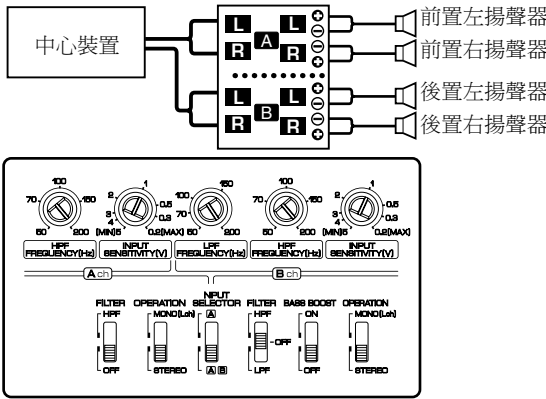 中心裝置
L L
R A R
L L
R B R
前置左揚聲器
前置右揚聲器
後置左揚聲器
後置右揚聲器
100 1 150 100 1
70 150 2 0.5 100 70 150 2 0.5
3 0.3 70 3 0.3
4 4
50 200 [MIN]5 0.2[MAX] 50 200 50 200 [MIN]5 0.2[MAX]
HPF FREQUENCY(Hz)
INPUT SENSITIVITY(V)
LPF FREQUENCY(Hz)
HPF FREQUENCY(Hz)
INPUT SENSITIVITY(V)
A ch B ch
FILTER OPERATION INPUT SELECTOR FILTER BASS BOOST OPERATION
HPF MONO(Lch) A HPF ON MONO(Lch)
OFF
OFF STEREO A B LPF OFF STEREO